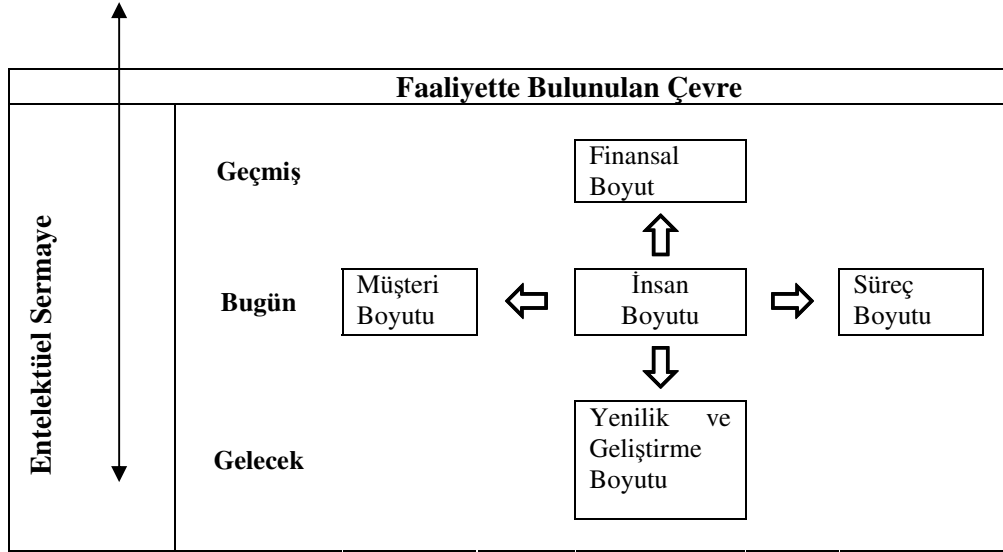 Faaliyette Bulunulan Çevre
Entelektüel Sermaye
Geçmiş
Finansal
Boyut
Bugün
Müşteri
Boyutu
İnsan
Boyutu
Süreç
Boyutu
Gelecek
Yenilik ve
Geliştirme
Boyutu